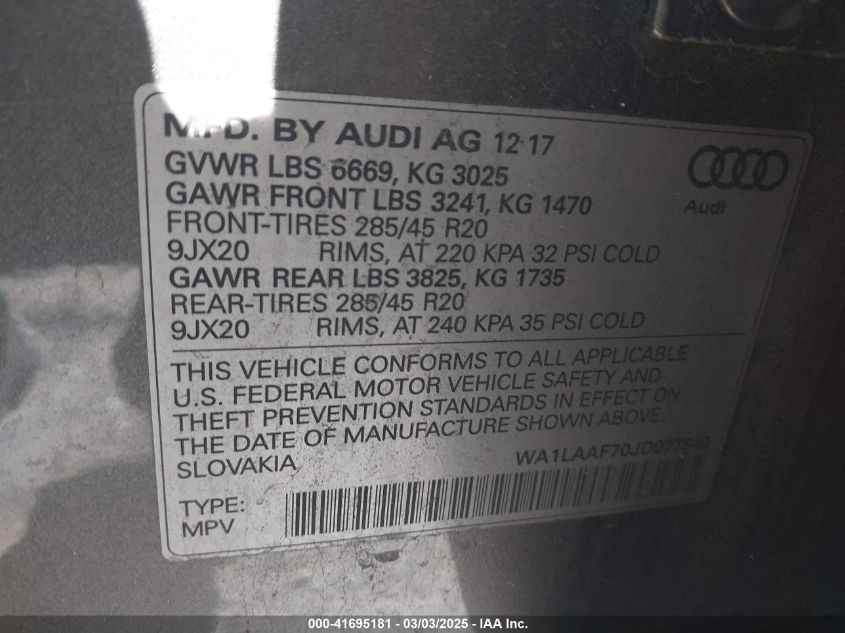 MFD. BY AUDI AG 12 17
GVWR LBS 6669, KG 3025
GAWR FRONT LBS 3241, KG 1470
FRONT-TIRES 285/45 R20
9JX20 RIMS, AT 220 KPA 32 PSI COLD
GAWR REAR LBS 3825, KG 1735
REAR-TIRES 285/45 R20
9JX20 RIMS, AT 240 KPA 35 PSI COLD
Audi
THIS VEHICLE CONFORMS TO ALL APPLICABLE
U.S. FEDERAL MOTOR VEHICLE SAFETY AND
THEFT PREVENTION STANDARDS IN EFFECT ON
THE DATE OF MANUFACTURE SHOWN ABOVE.
SLOVAKIA
TYPE:
MPV
000-41695181 - 03/03/2025 - IAA Inc.